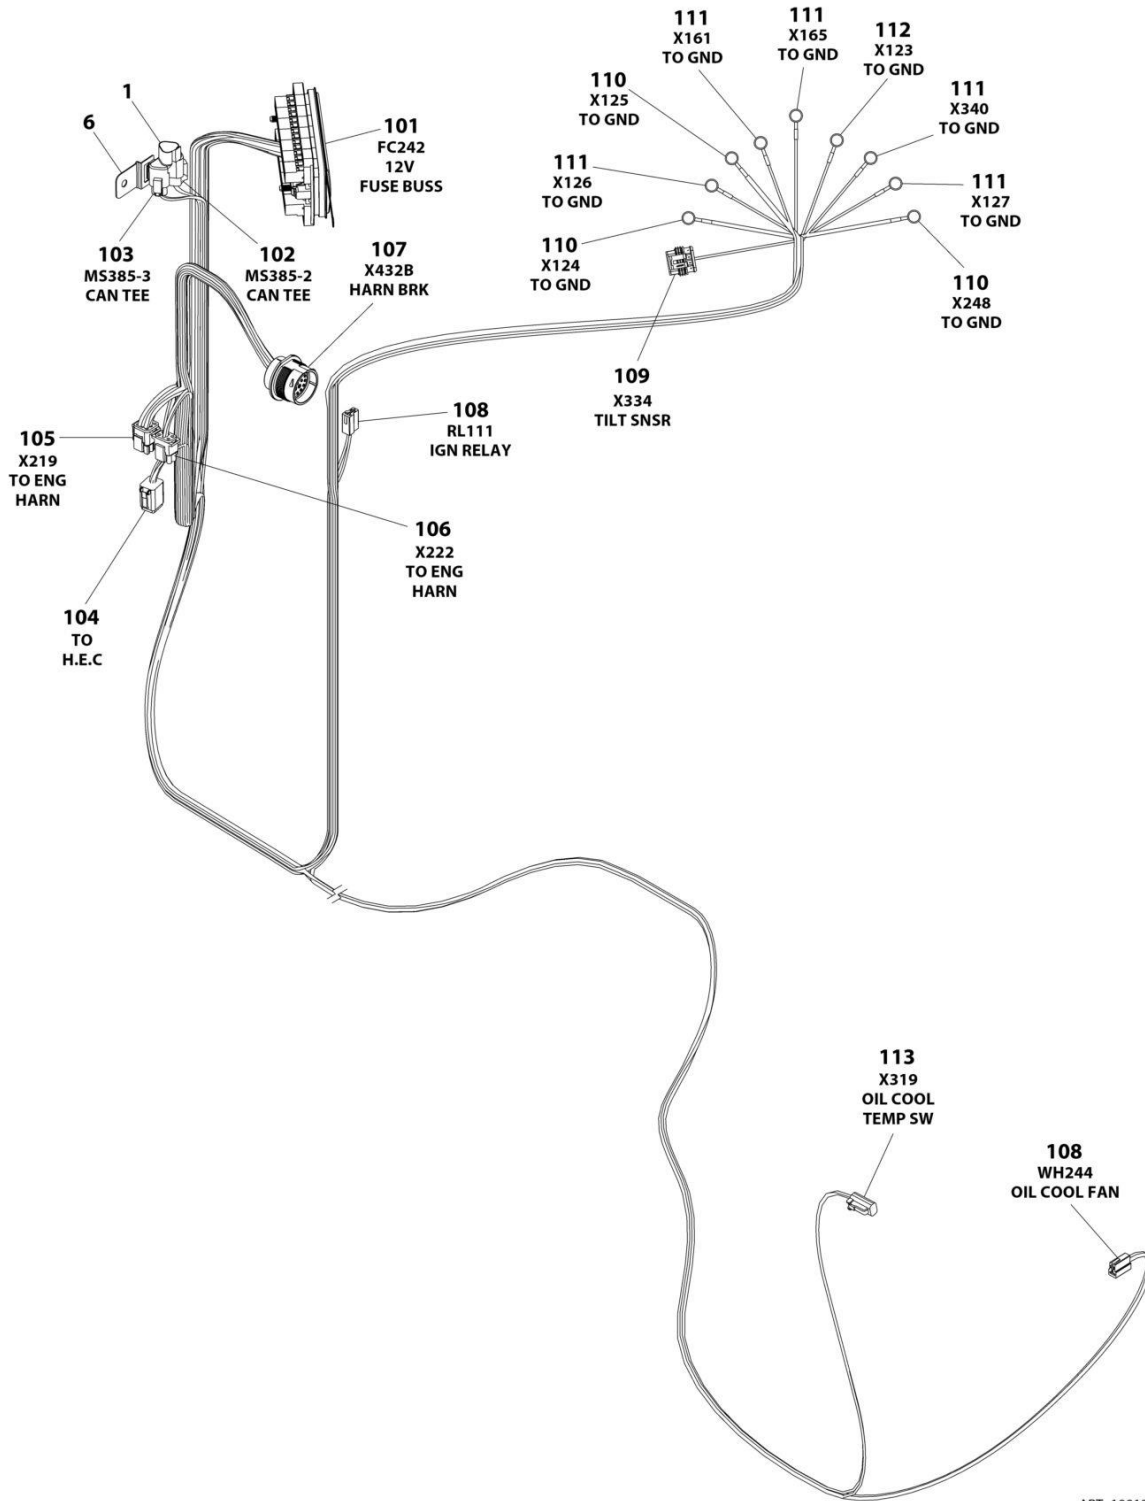 111
X161
TO GND
111
X165
TO GND
112
X123
TO GND
110
X125
TO GND
111
X340
TO GND
111
X126
TO GND
111
X127
TO GND
110
X124
TO GND
110
X248
TO GND
1
6
101
FC242
12V
FUSE BUSS
103
MS385-3
CAN TEE
102
MS385-2
CAN TEE
107
X432B
HARN BRK
109
X334
TILT SNSR
108
RL111
IGN RELAY
105
X219
TO ENG
HARN
106
X222
TO ENG
HARN
104
TO
H.E.C
113
X319
OIL COOL
TEMP SW
108
WH244
OIL COOL FAN